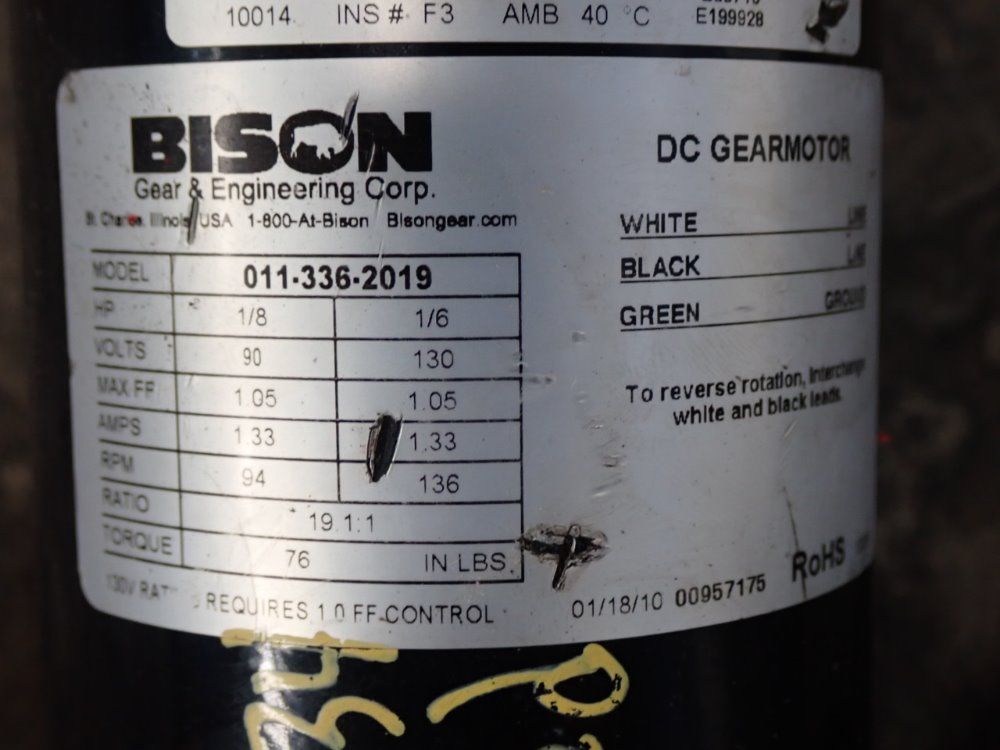 10014 INS # F3 AMB 40 °C E199928
BISON
Gear & Engineering Corp.
St. Charles, Illinois USA 1-800-At-Bison Bisongear.com
MODEL 011-336-2019
HP 1/8 1/6
VOLTS 90 130
MAX FF 1.05 1.05
AMPS 1.33 1.33
RPM 94 136
RATIO 19.1:1
TORQUE 76 IN LBS.
130V REQUIRES 1.0 FF CONTROL
DC GEARMOTOR
WHITE LINE
BLACK LINE
GREEN GROUND
To reverse rotation, interchange
white and black leads.
01/18/10 00957175 RoHS